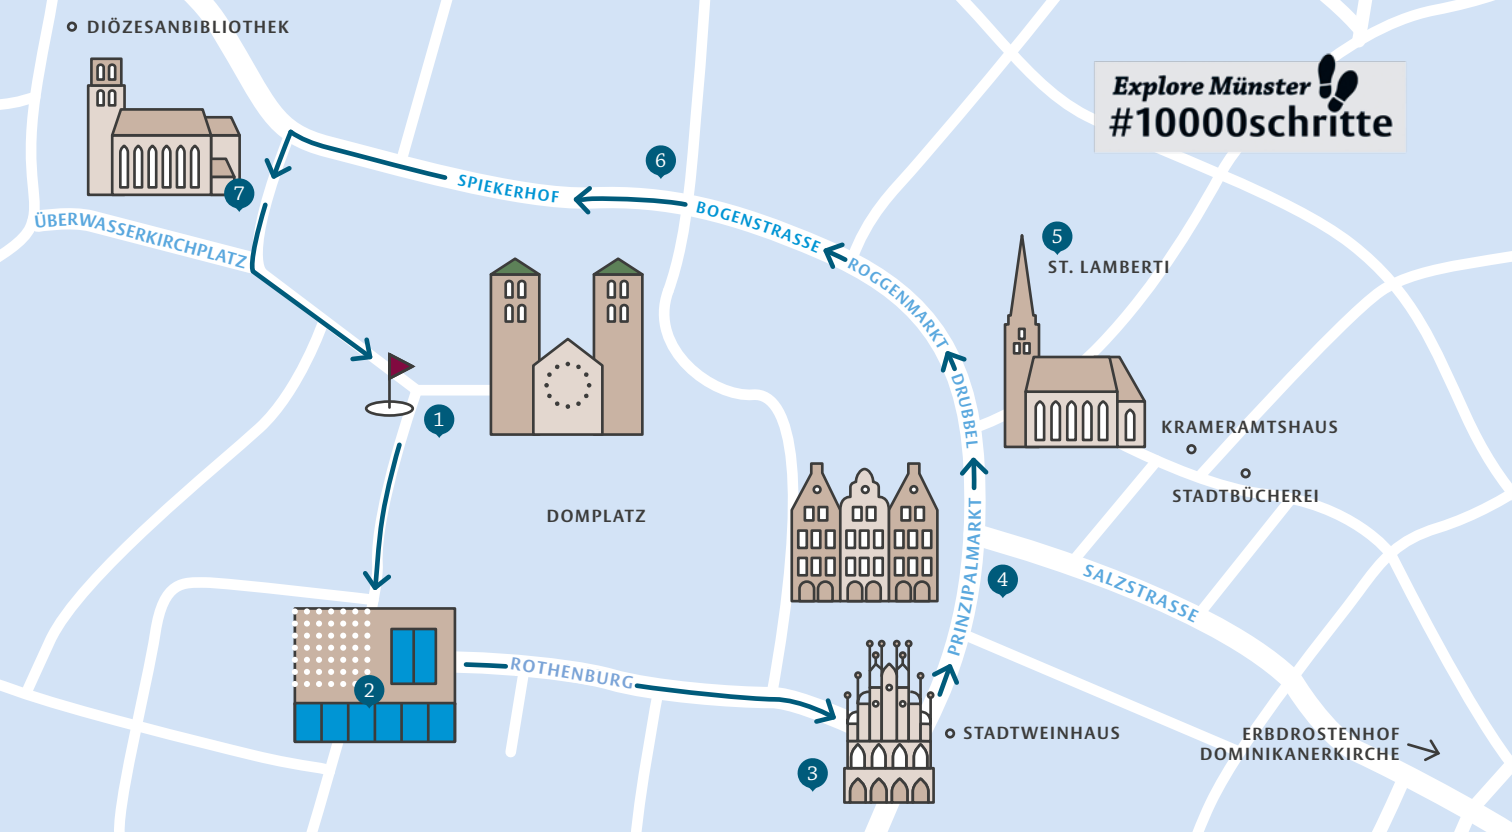 DIÖZESANBIBLIOTHEK
Explore Münster
#10000schritte
6
SPIEKERHOF
7
BOGENSTRASSE
ÜBERWASSERKIRCHPLATZ
5
ST. LAMBERTI
ROGGENMARKT
DRUBBEL
1
KRAMERAMTSHAUS
STADTBÜCHEREI
DOMPLATZ
PRINZIPALMARKT
4
SALZSTRASSE
2
ROTHENBURG
3
STADTWEINHAUS
ERBDROSTENHOF
DOMINIKANERKIRCHE